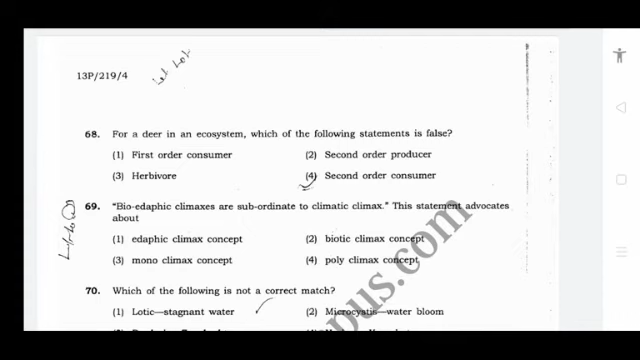 13P/219/4
68. For a deer in an ecosystem, which of the following statements is false?
(1) First order consumer (2) Second order producer
(3) Herbivore (4) Second order consumer
69. "Bio-edaphic climaxes are sub-ordinate to climatic climax." This statement advocates
about
(1) edaphic climax concept (2) biotic climax concept
(3) mono climax concept (4) poly climax concept
70. Which of the following is not a correct match?
(1) Lotic—stagnant water (2) Microcystis—water bloom
pus.com